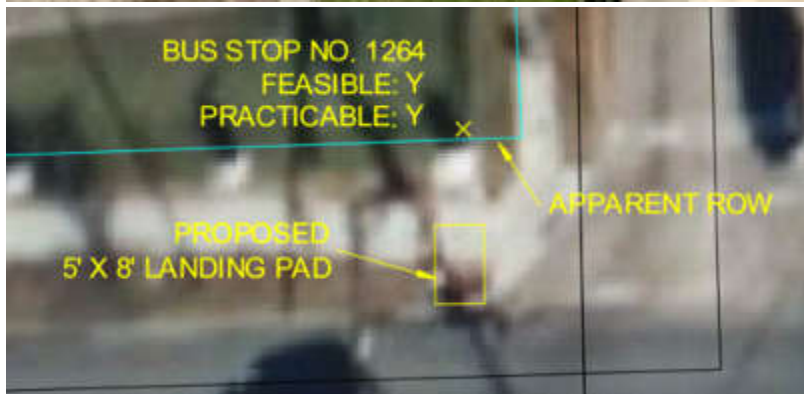 BUS STOP NO. 1264
FEASIBLE: Y
PRACTICABLE: Y
APPARENT ROW
PROPOSED
5' X 8' LANDING PAD